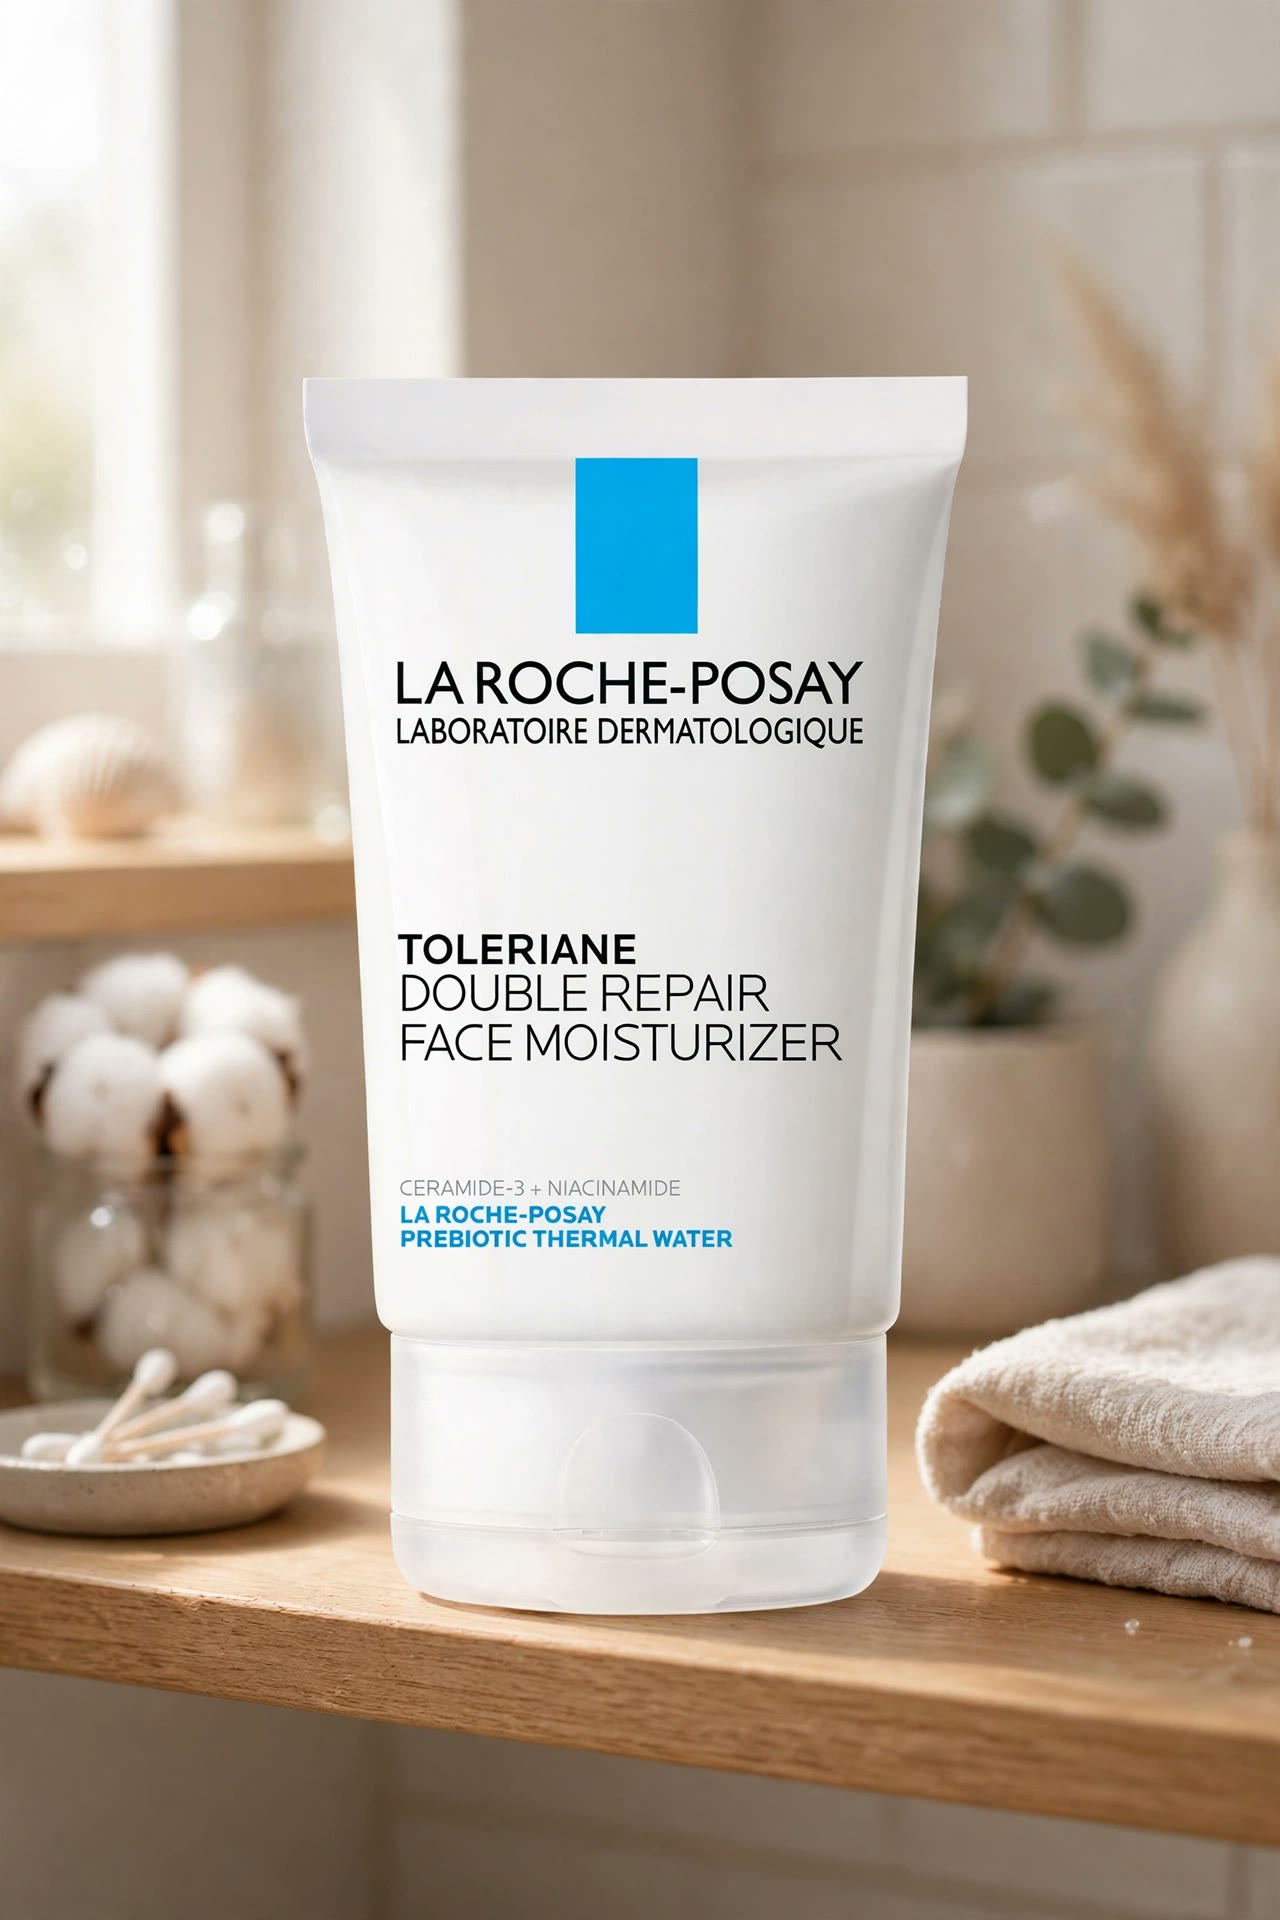 LA ROCHE-POSAY
LABORATOIRE DERMATOLOGIQUE
TOLERIANE
DOUBLE REPAIR
FACE MOISTURIZER
CERAMIDE-3 + NIACINAMIDE
LA ROCHE-POSAY
PREBIOTIC THERMAL WATER